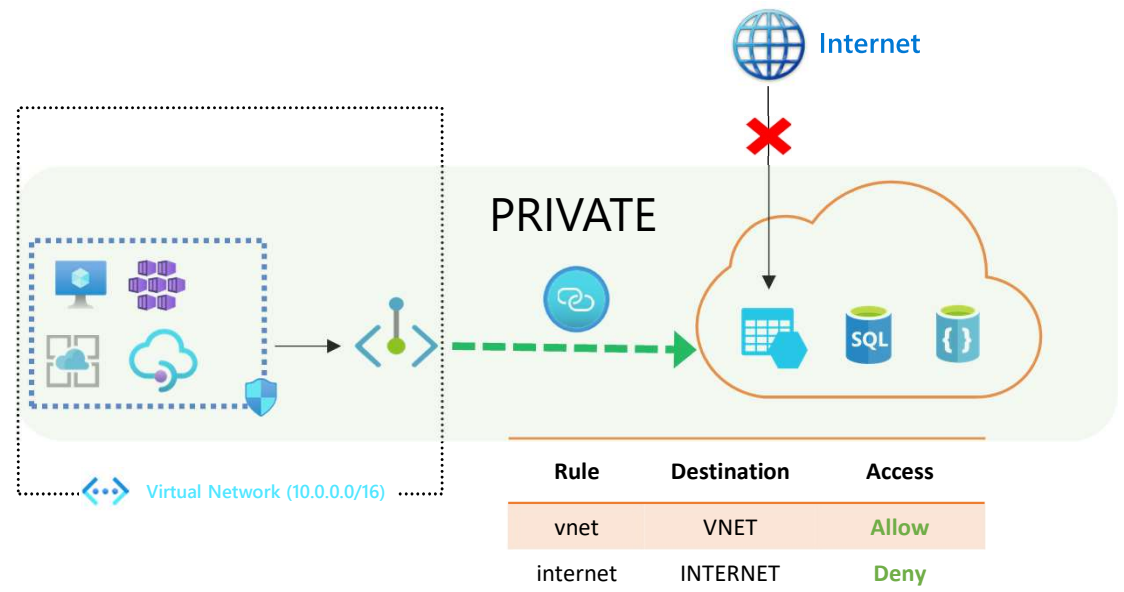 Internet
PRIVATE
SQL
{ }
Virtual Network (10.0.0.0/16)
Rule Destination Access
vnet VNET Allow
internet INTERNET Deny